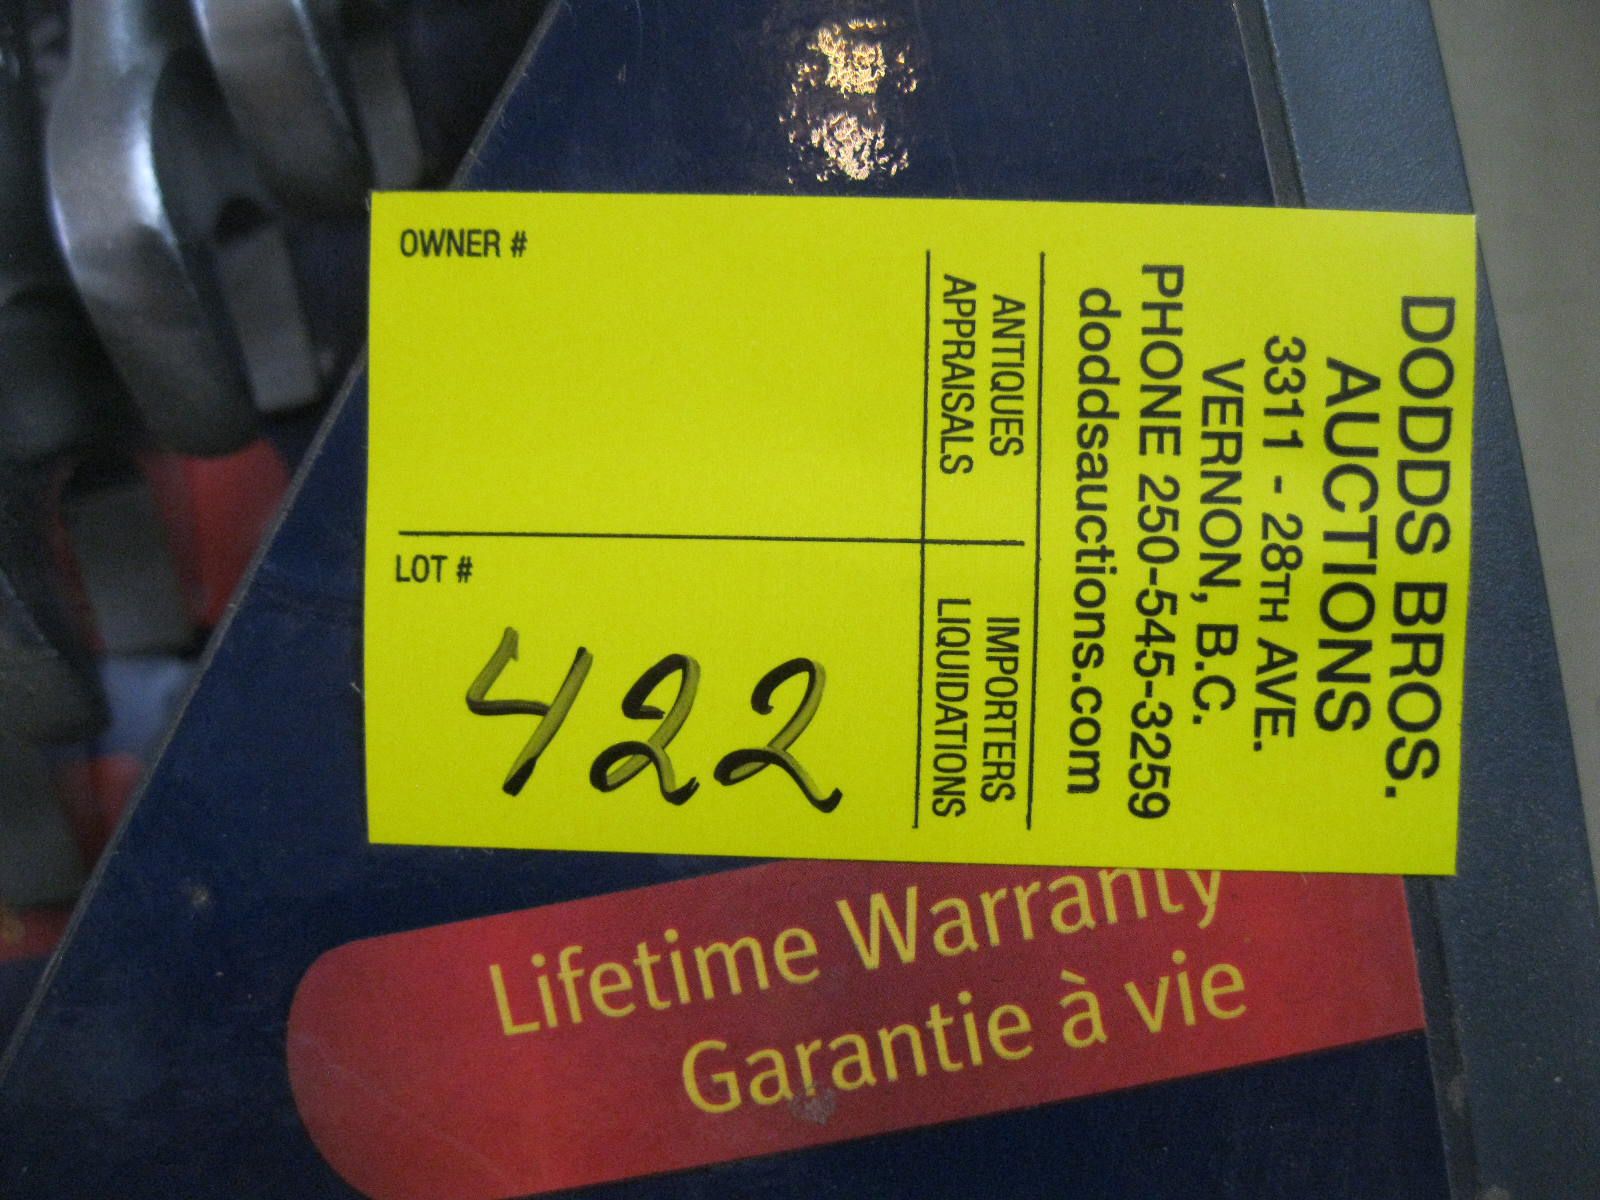 DODDS BROS.
AUCTIONS
3311 - 28TH AVE.
VERNON, B.C.
PHONE 250-545-3259
doddsauctions.com
ANTIQUES
APPRAISALS
IMPORTERS
LIQUIDATIONS
OWNER #
LOT #
422
Lifetime Warranty
Garantie à vie